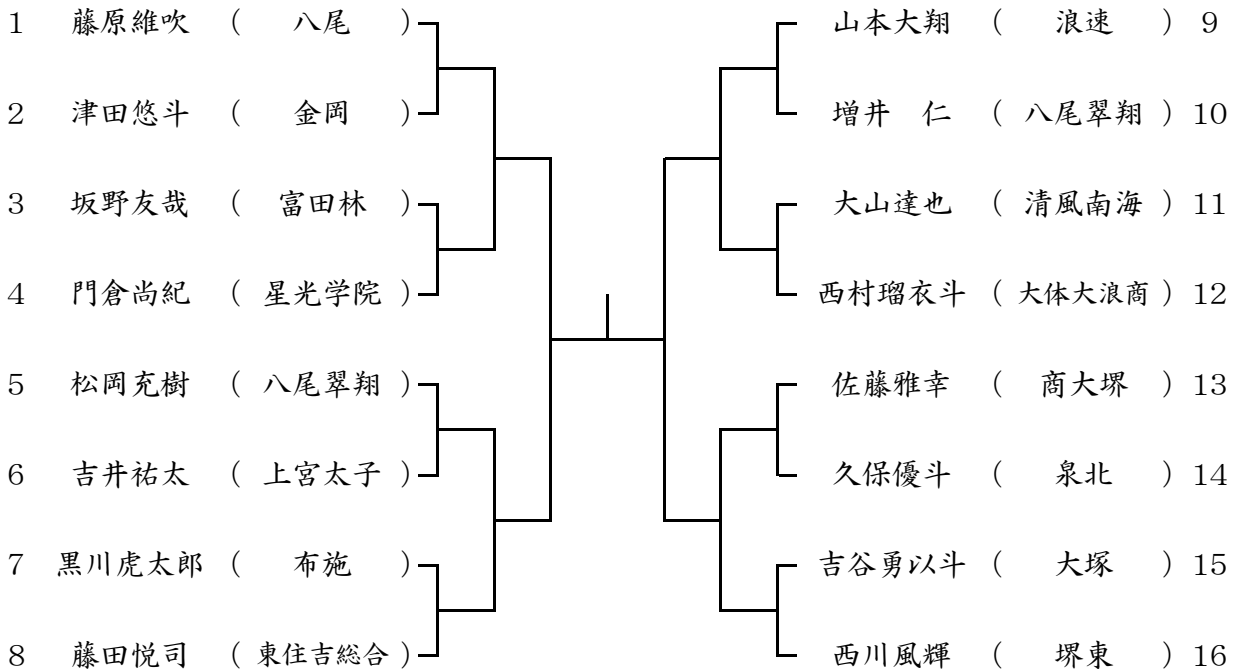 1 藤原維吹 ( 八尾 )
2 津田悠斗 ( 金岡 )
3 坂野友哉 ( 富田林 )
4 門倉尚紀 ( 星光学院 )
5 松岡充樹 ( 八尾翠翔 )
6 吉井祐太 ( 上宮太子 )
7 黒川虎太郎 ( 布施 )
8 藤田悦司 ( 東住吉総合 )
山本大翔 ( 浪速 ) 9
増井 仁 ( 八尾翠翔 ) 10
大山達也 ( 清風南海 ) 11
西村瑠衣斗 ( 大体大浪商 ) 12
佐藤雅幸 ( 商大堺 ) 13
久保優斗 ( 泉北 ) 14
吉谷勇以斗 ( 大塚 ) 15
西川風輝 ( 堺東 ) 16